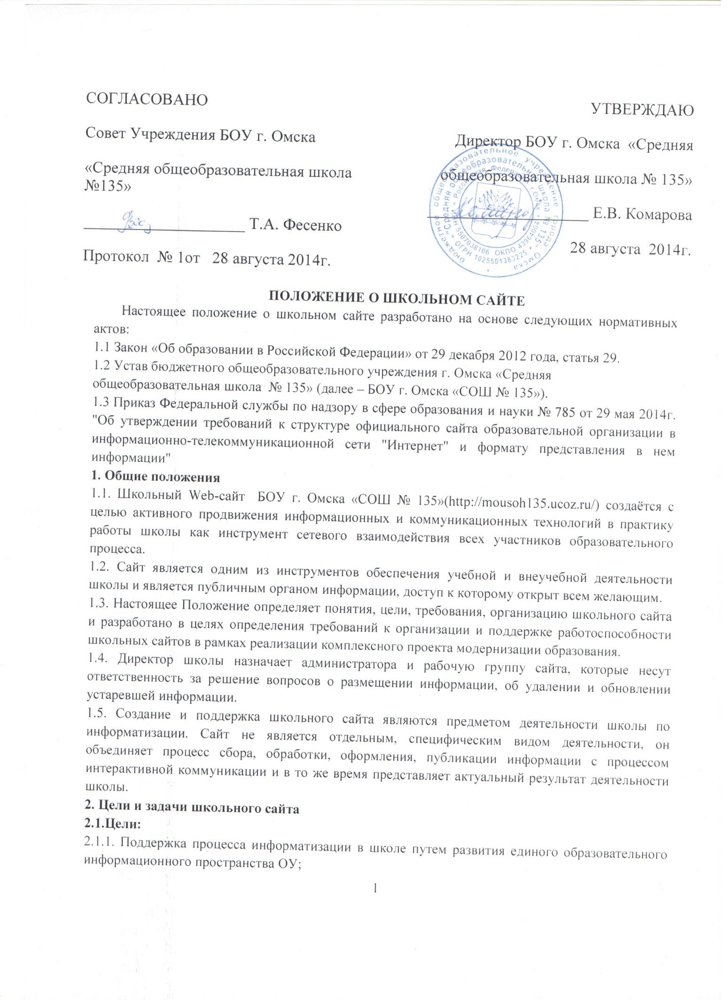 СОГЛАСОВАНО
УТВЕРЖДАЮ
Совет Учреждения БОУ г. Омска
Директор БОУ г. Омска «Средняя
«Средняя общеобразовательная школа
№135»
общеобразовательная школа № 135»
____________________ Т.А. Фесенко
____________________ Е.В. Комарова
Протокол № 1от 28 августа 2014г.
28 августа 2014г.
бюджетное общеобразовательное учреждение города Омска
"Средняя общеобразовательная школа № 135"
Российская Федерация г.Омск
ОГРН 1025501383225
ИНН 5507038106 ОКПО 43964004
ПОЛОЖЕНИЕ О ШКОЛЬНОМ САЙТЕ
Настоящее положение о школьном сайте разработано на основе следующих нормативных
актов:
1.1 Закон «Об образовании в Российской Федерации» от 29 декабря 2012 года, статья 29.
1.2 Устав бюджетного общеобразовательного учреждения г. Омска «Средняя
общеобразовательная школа № 135» (далее – БОУ г. Омска «СОШ № 135»).
1.3 Приказ Федеральной службы по надзору в сфере образования и науки № 785 от 29 мая 2014г.
"Об утверждении требований к структуре официального сайта образовательной организации в
информационно-телекоммуникационной сети "Интернет" и формату представления в нем
информации"
1. Общие положения
1.1. Школьный Web-сайт БОУ г. Омска «СОШ № 135»(http://mousoh135.ucoz.ru/) создаётся с
целью активного продвижения информационных и коммуникационных технологий в практику
работы школы как инструмент сетевого взаимодействия всех участников образовательного
процесса.
1.2. Сайт является одним из инструментов обеспечения учебной и внеучебной деятельности
школы и является публичным органом информации, доступ к которому открыт всем желающим.
1.3. Настоящее Положение определяет понятия, цели, требования, организацию школьного сайта
и разработано в целях определения требований к организации и поддержке работоспособности
школьных сайтов в рамках реализации комплексного проекта модернизации образования.
1.4. Директор школы назначает администратора и рабочую группу сайта, которые несут
ответственность за решение вопросов о размещении информации, об удалении и обновлении
устаревшей информации.
1.5. Создание и поддержка школьного сайта являются предметом деятельности школы по
информатизации. Сайт не является отдельным, специфическим видом деятельности, он
объединяет процесс сбора, обработки, оформления, публикации информации с процессом
интерактивной коммуникации и в то же время представляет актуальный результат деятельности
школы.
2. Цели и задачи школьного сайта
2.1.Цели:
2.1.1. Поддержка процесса информатизации в школе путем развития единого образовательного
информационного пространства ОУ;
1